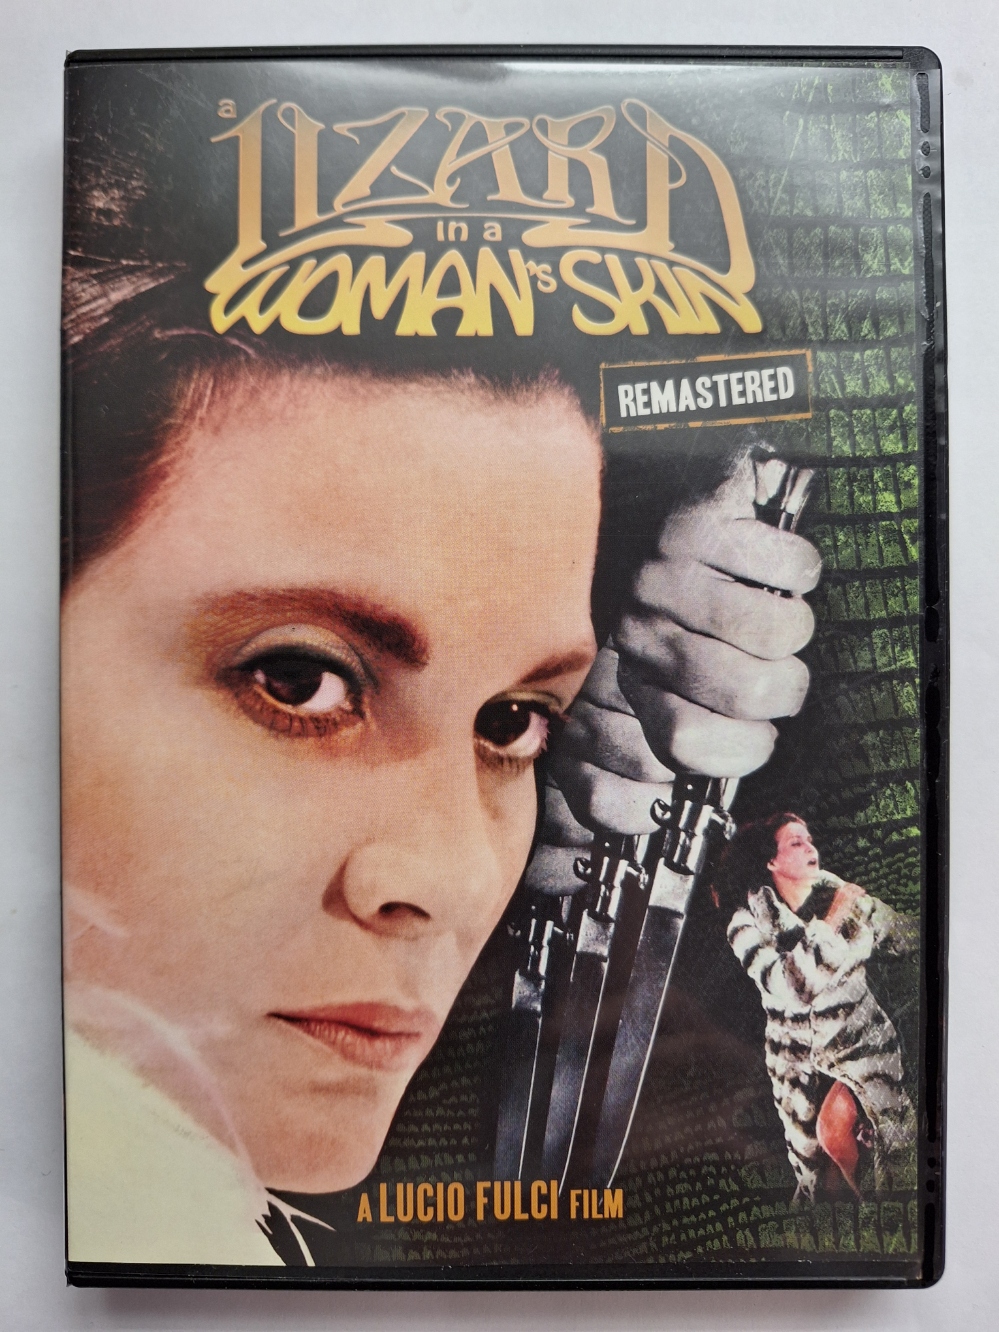 a LIZARD
in a
WOMAN'S SKIN
REMASTERED
A LUCIO FULCI FILM